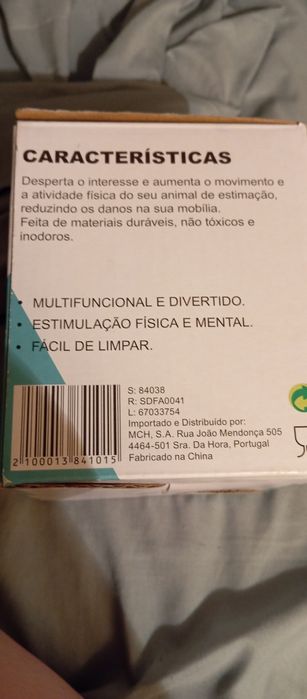 CARACTERÍSTICAS
Desperta o interesse e aumenta o movimento e
a atividade física do seu animal de estimação,
reduzindo os danos na sua mobília.
Feita de materiais duráveis, não tóxicos e
inodoros.
• MULTIFUNCIONAL E DIVERTIDO.
• ESTIMULAÇÃO FÍSICA E MENTAL.
• FÁCIL DE LIMPAR.
S: 84038
R: SDFA0041
L: 67033754
Importado e Distribuído por:
MCH, S.A. Rua João Mendonça 505
4464-501 Sra. Da Hora, Portugal
Fabricado na China
2 100013 841015